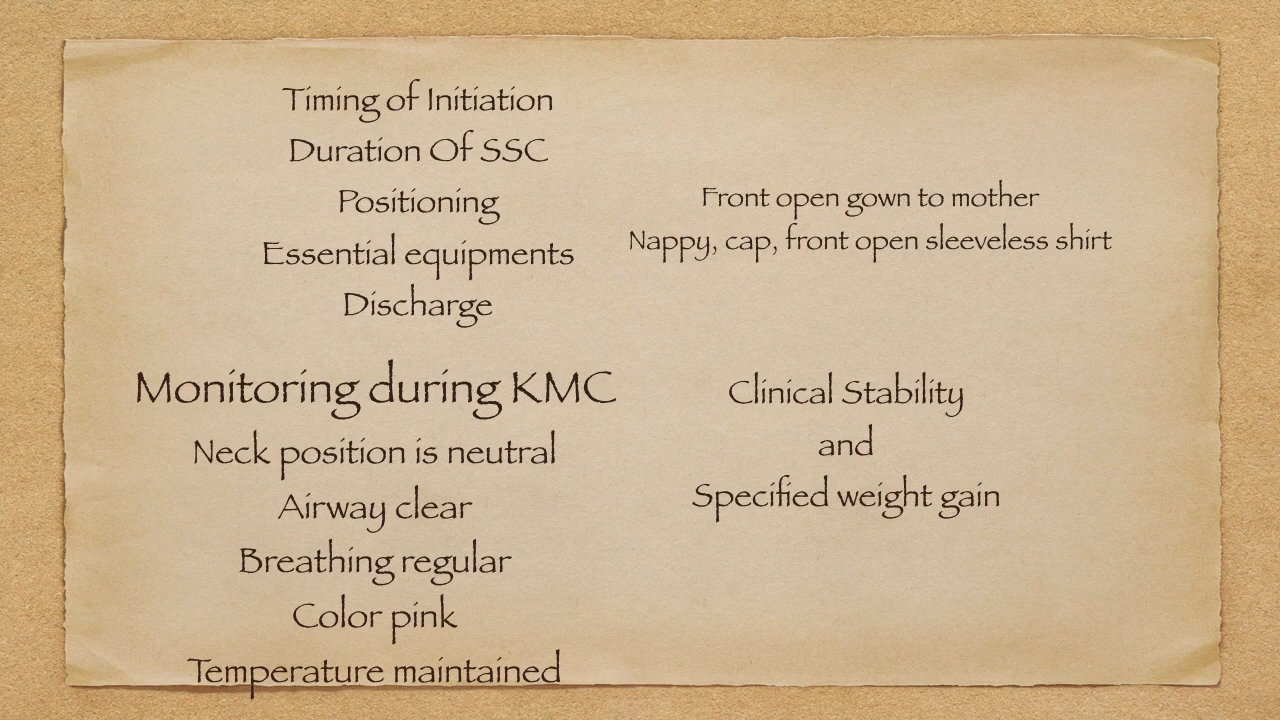 Timing of Initiation
Duration Of SSC
Positioning
Essential equipments
Discharge
Front open gown to mother
Nappy, cap, front open sleeveless shirt
Monitoring during KMC
Neck position is neutral
Airway clear
Breathing regular
Color pink
Temperature maintained
Clinical Stability
and
Specified weight gain